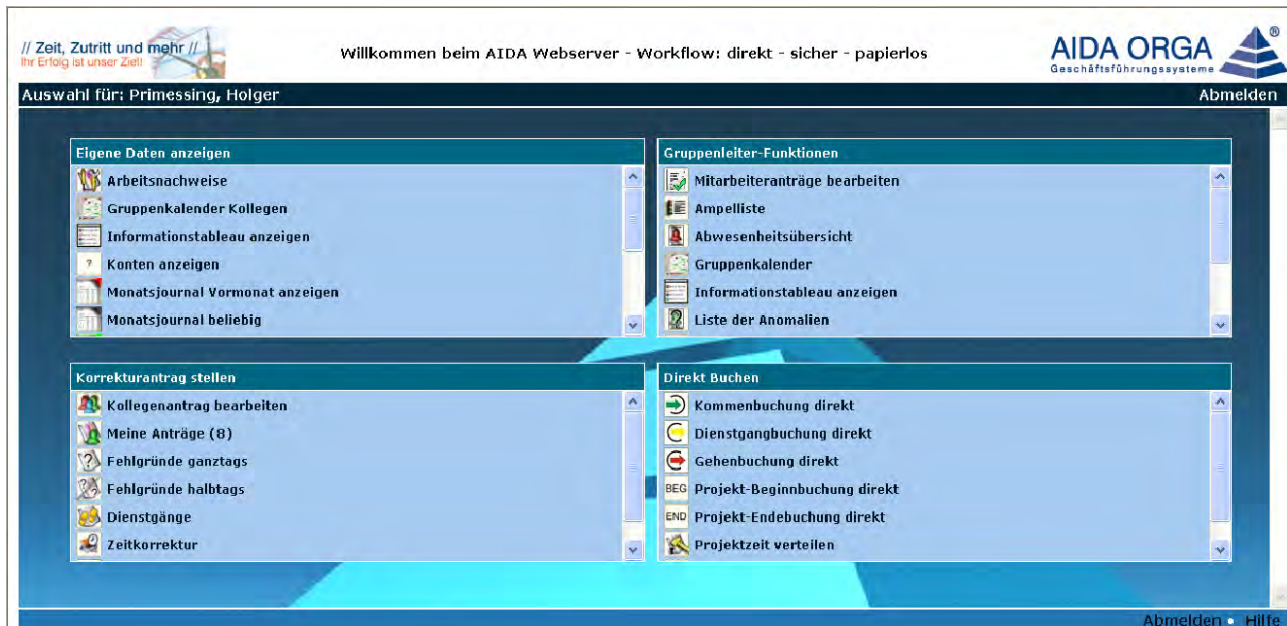 // Zeit, Zutritt und mehr //
Ihr Erfolg ist unser Ziel!
Willkommen beim AIDA Webserver - Workflow: direkt - sicher - papierlos
AIDA ORGA ®
Geschäftsführungssysteme
Auswahl für: Primessing, Holger
Abmelden
Eigene Daten anzeigen
Arbeitsnachweise
Gruppenkalender Kollegen
Informationstableau anzeigen
? Konten anzeigen
Monatsjournal Vormonat anzeigen
Monatsjournal beliebig
Gruppenleiter-Funktionen
Mitarbeiteranträge bearbeiten
Ampelliste
Abwesenheitsübersicht
Gruppenkalender
Informationstableau anzeigen
Liste der Anomalien
Korrekturantrag stellen
Kollegenantrag bearbeiten
Meine Anträge (8)
Fehlgründe ganztags
Fehlgründe halbtags
Dienstgänge
Zeitkorrektur
Direkt Buchen
Kommenbuchung direkt
Dienstgangbuchung direkt
Gehenbuchung direkt
BEG Projekt-Beginnbuchung direkt
END Projekt-Endebuchung direkt
Projektzeit verteilen
Abmelden • Hilfe